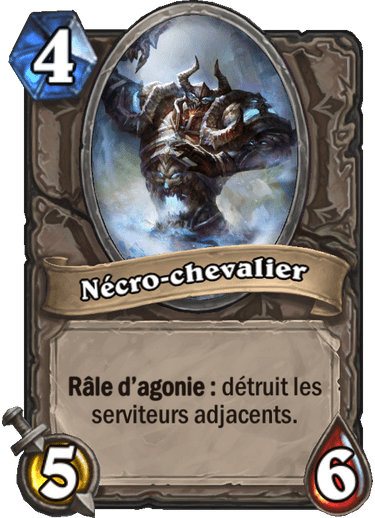 4
Nécro-chevalier
Râle d’agonie : détruit les
serviteurs adjacents.
5
6